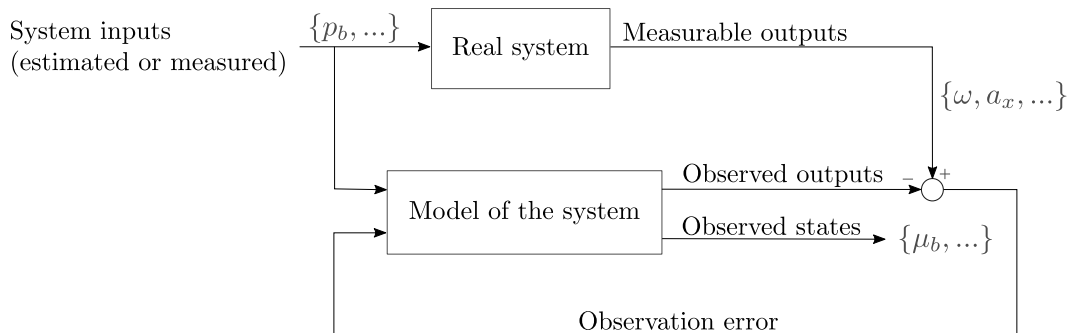 System inputs
(estimated or measured)
{p_b, ...}
Real system
Measurable outputs
{ω, a_x, ...}
Observed outputs
− +
Model of the system
Observed states
{μ_b, ...}
Observation error